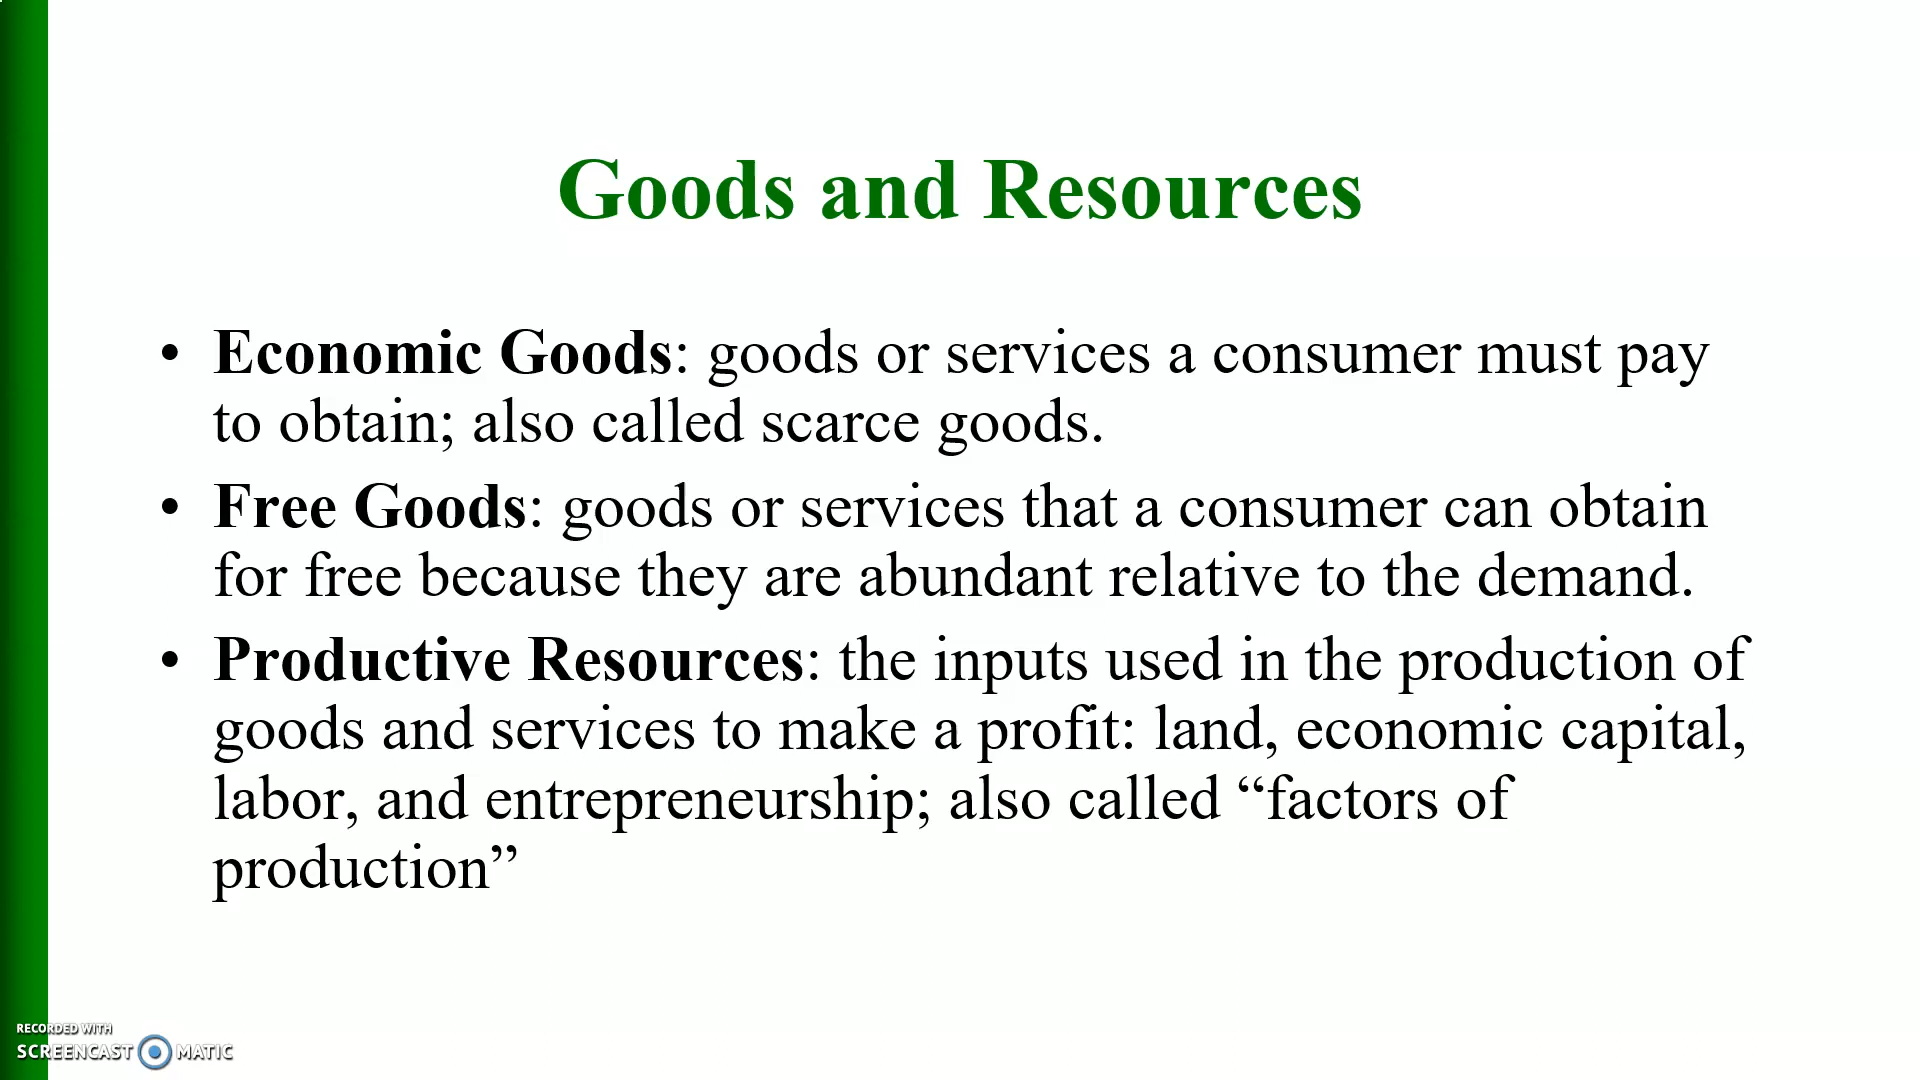 Goods and Resources
• Economic Goods: goods or services a consumer must pay
to obtain; also called scarce goods.
• Free Goods: goods or services that a consumer can obtain
for free because they are abundant relative to the demand.
• Productive Resources: the inputs used in the production of
goods and services to make a profit: land, economic capital,
labor, and entrepreneurship; also called “factors of
production”
RECORDED WITH
SCREENCAST MATIC